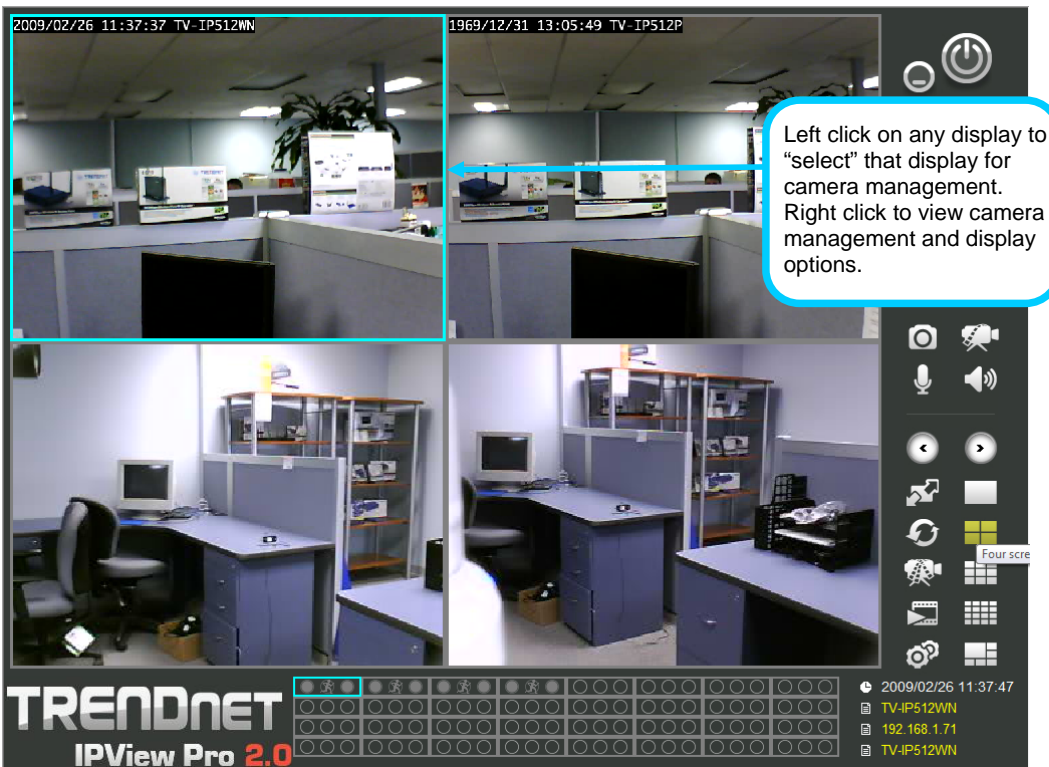 2009/02/26 11:37:37 TV-IP512WN
1969/12/31 13:05:49 TV-IP512P
Left click on any display to
“select” that display for
camera management.
Right click to view camera
management and display
options.
TRENDNET
Four scre
TRENDNET
IPView Pro 2.0
2009/02/26 11:37:47
TV-IP512WN
192.168.1.71
TV-IP512WN